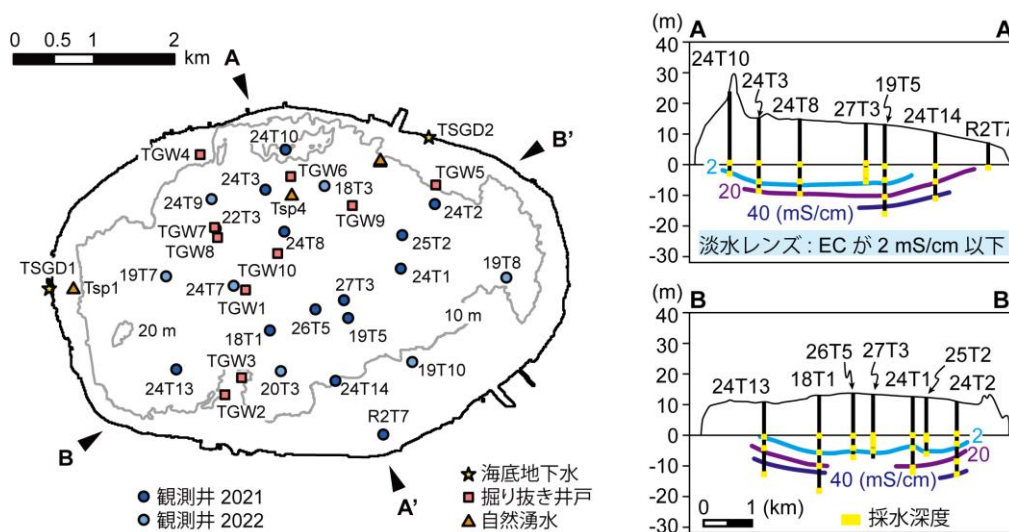 0 0.5 1 2
km
A
TSGD2
B'
24T10
TGW4
TGW6
18T3
TGW5
24T3
Tsp4
24T9
TGW9
24T2
22T3
TGW7
TGW8
24T8
25T2
TSGD1
TGW10
24T1
19T8
19T7
Tsp1
24T7
27T3
TGW1
10 m
20 m
26T5
19T5
18T1
TGW3
19T10
24T13
20T3
24T14
TGW2
R2T7
B
A'
観測井 2021
観測井 2022
海底地下水
掘り抜き井戸
自然湧水
(m) A A
40
24T10
30
24T3
19T5
20
24T8
27T3
24T14
10
R2T7
0
2
20
-10
40 (mS/cm)
-20
淡水レンズ : EC が 2 mS/cm 以下
-30
(m)
B B
40
30
26T5 27T3 25T2
20
18T1
24T1
24T13
24T2
10
0
2
20
-10
40 (mS/cm)
-20
0 1 (km)
採水深度
-30